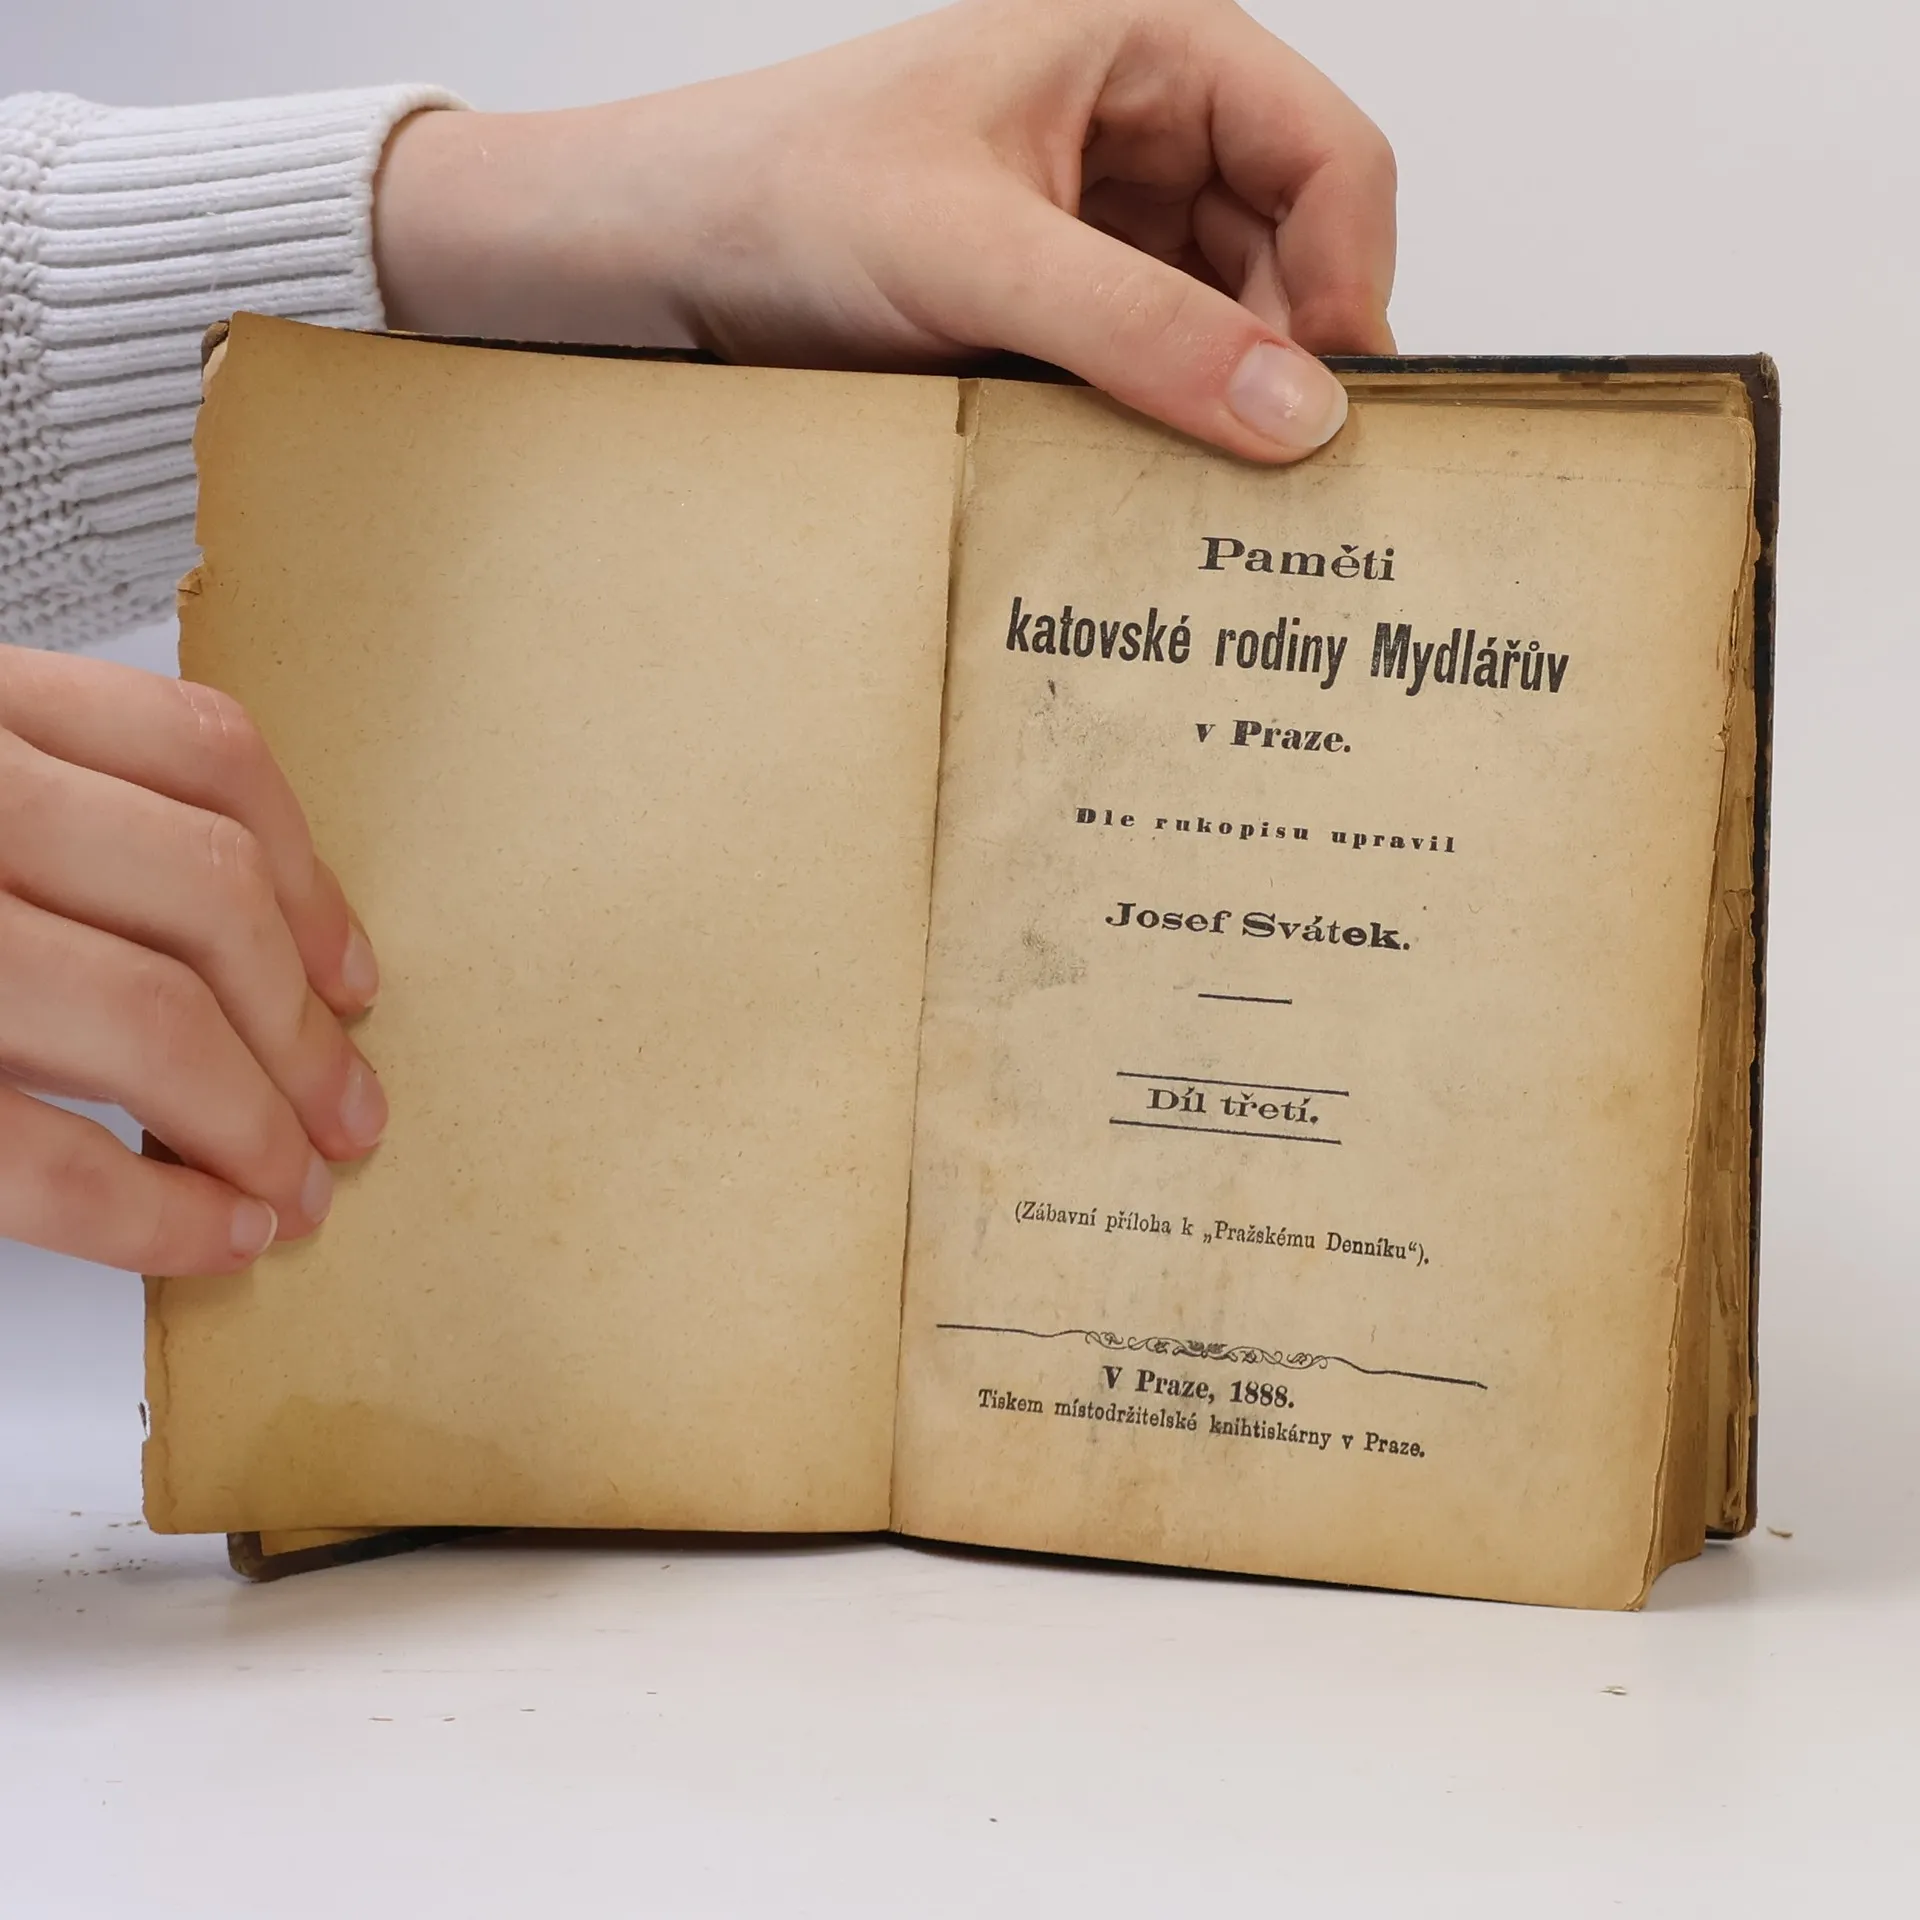 Paměti
katovské rodiny Mydlářův
v Praze.
Dle rukopisu upravil
Josef Svátek.
Díl třetí.
(Zábavní příloha k „Pražskému Denníku“).
V Praze, 1888.
Tiskem místodržitelské knihtiskárny v Praze.